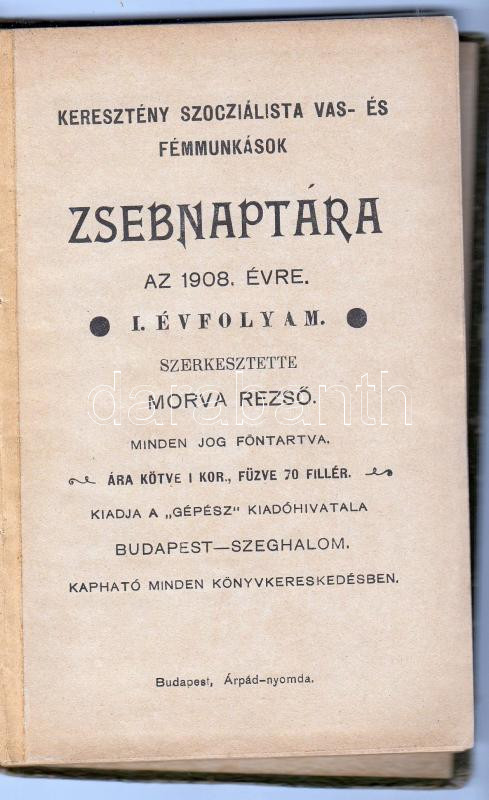 KERESZTÉNY SZOCZIÁLISTA VAS- ÉS
FÉMMUNKÁSOK
ZSEBNAPTÁRA
AZ 1908. ÉVRE.
I. ÉVFOLYAM.
SZERKESZTETTE
MORVA REZSŐ.
MINDEN JOG FÖNTARTVA.
ÁRA KÖTVE I KOR., FÜZVE 70 FILLÉR.
KIADJA A „GÉPÉSZ" KIADÓHIVATALA
BUDAPEST—SZEGHALOM.
KAPHATÓ MINDEN KÖNYVKERESKEDÉSBEN.
Budapest, Árpád-nyomda.
darabanth